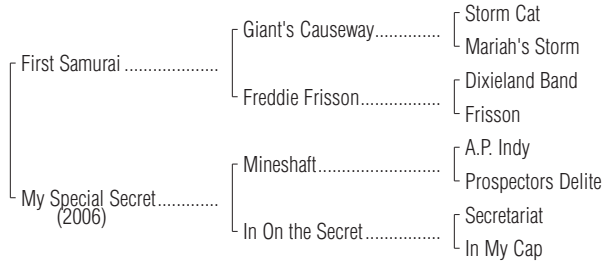 Storm Cat
Giant's Causeway...............
Mariah's Storm
First Samurai ....................
Dixieland Band
Freddie Frisson.................
Frisson
A.P. Indy
Mineshaft..........................
Prospectors Delite
My Special Secret.............
(2006)
Secretariat
In On the Secret................
In My Cap